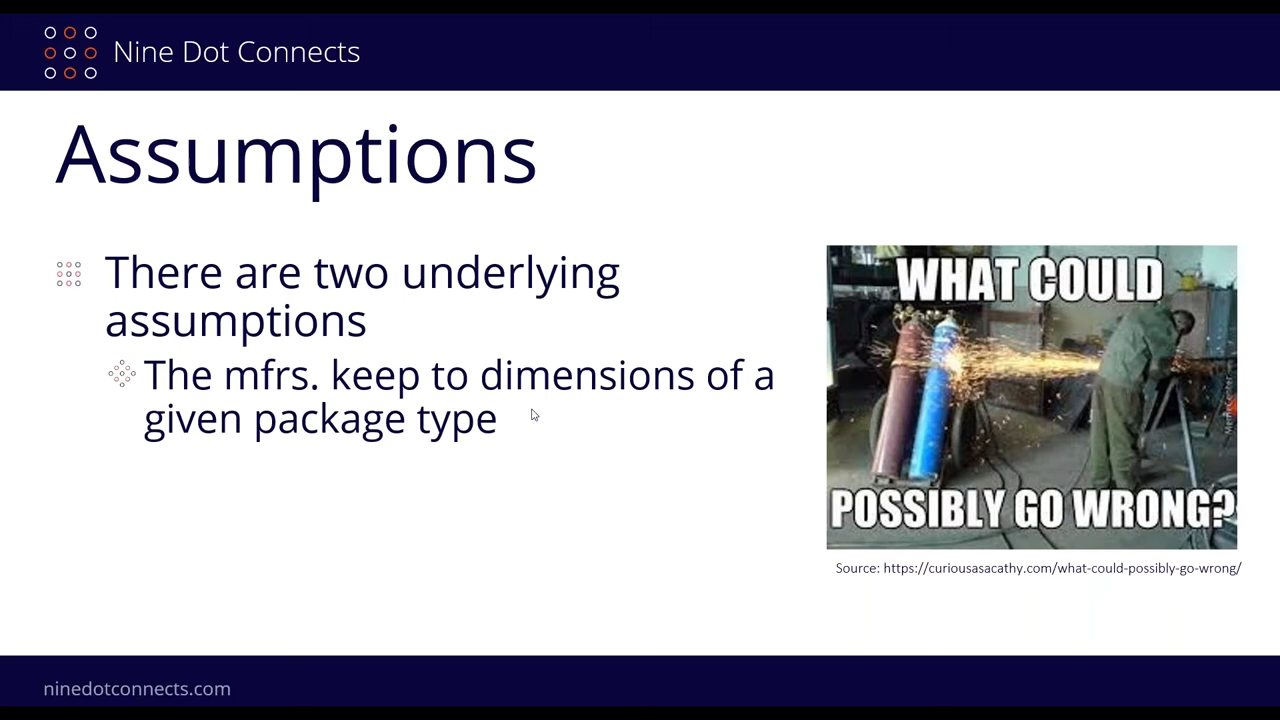 Nine Dot Connects
Assumptions
There are two underlying
assumptions
The mfrs. keep to dimensions of a
given package type
WHAT COULD
POSSIBLY GO WRONG?
MemeCenter
Source: https://curiousasacathy.com/what-could-possibly-go-wrong/
ninedotconnects.com